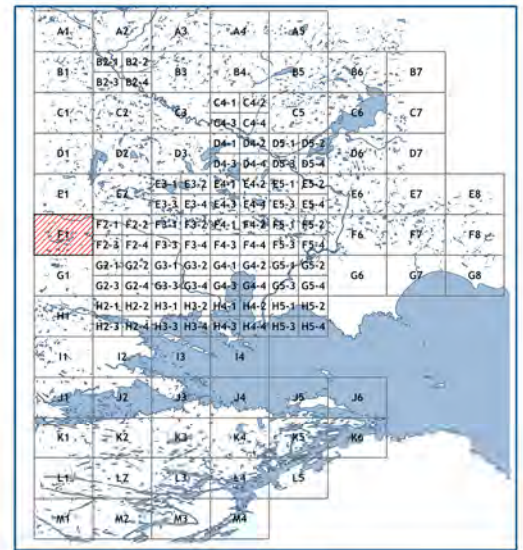 A1 A2 A3 A4 A5
B2-1 B2-2
B1 B3 B4 B5 B6 B7
B2-3 B2-4
C4-1 C4-2
C1 C2 C3 C5 C6 C7
C4-3 C4-4
D4-1 D4-2 D5-1 D5-2
D1 D2 D3 D6 D7
D4-3 D4-4 D5-3 D5-4
E3-1 E3-2 E4-1 E4-2 E5-1 E5-2
E1 E2 E6 E7 E8
E3-3 E3-4 E4-3 E4-4 E5-3 E5-4
F2-1 F2-2 F3-1 F3-2 F4-1 F4-2 F5-1 F5-2
F1 F6 F7 F8
F2-3 F2-4 F3-3 F3-4 F4-3 F4-4 F5-3 F5-4
G2-1 G2-2 G3-1 G3-2 G4-1 G4-2 G5-1 G5-2
G1 G6 G7 G8
G2-3 G2-4 G3-3 G3-4 G4-3 G4-4 G5-3 G5-4
H2-1 H2-2 H3-1 H3-2 H4-1 H4-2 H5-1 H5-2
H1
H2-3 H2-4 H3-3 H3-4 H4-3 H4-4 H5-3 H5-4
I1 I2 I3 I4
J1 J2 J3 J4 J5 J6
K1 K2 K3 K4 K5 K6
L1 L2 L3 L4 L5
M1 M2 M3 M4